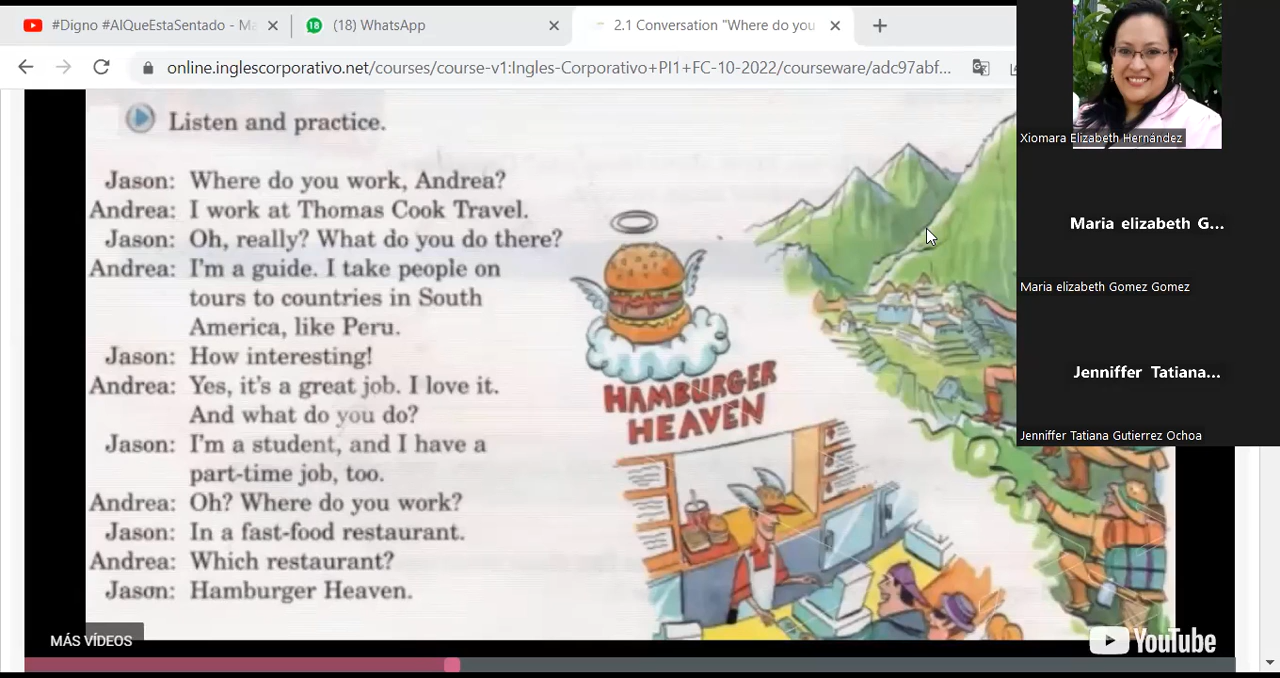 #Digno #AlQueEstaSentado - Ma
(18) WhatsApp
2.1 Conversation "Where do you
online.inglescorporativo.net/courses/course-v1:Ingles-Corporativo+PI1+FC-10-2022/courseware/adc97abf...
Listen and practice.
Jason: Where do you work, Andrea?
Andrea: I work at Thomas Cook Travel.
Jason: Oh, really? What do you do there?
Andrea: I'm a guide. I take people on
tours to countries in South
America, like Peru.
Jason: How interesting!
Andrea: Yes, it's a great job. I love it.
And what do you do?
Jason: I'm a student, and I have a
part-time job, too.
Andrea: Oh? Where do you work?
Jason: In a fast-food restaurant.
Andrea: Which restaurant?
Jason: Hamburger Heaven.
HAMBURGER
HEAVEN
MÁS VÍDEOS
YouTube
Xiomara Elizabeth Hernández
Maria elizabeth G...
Maria elizabeth Gomez Gomez
Jenniffer Tatiana...
Jenniffer Tatiana Gutierrez Ochoa